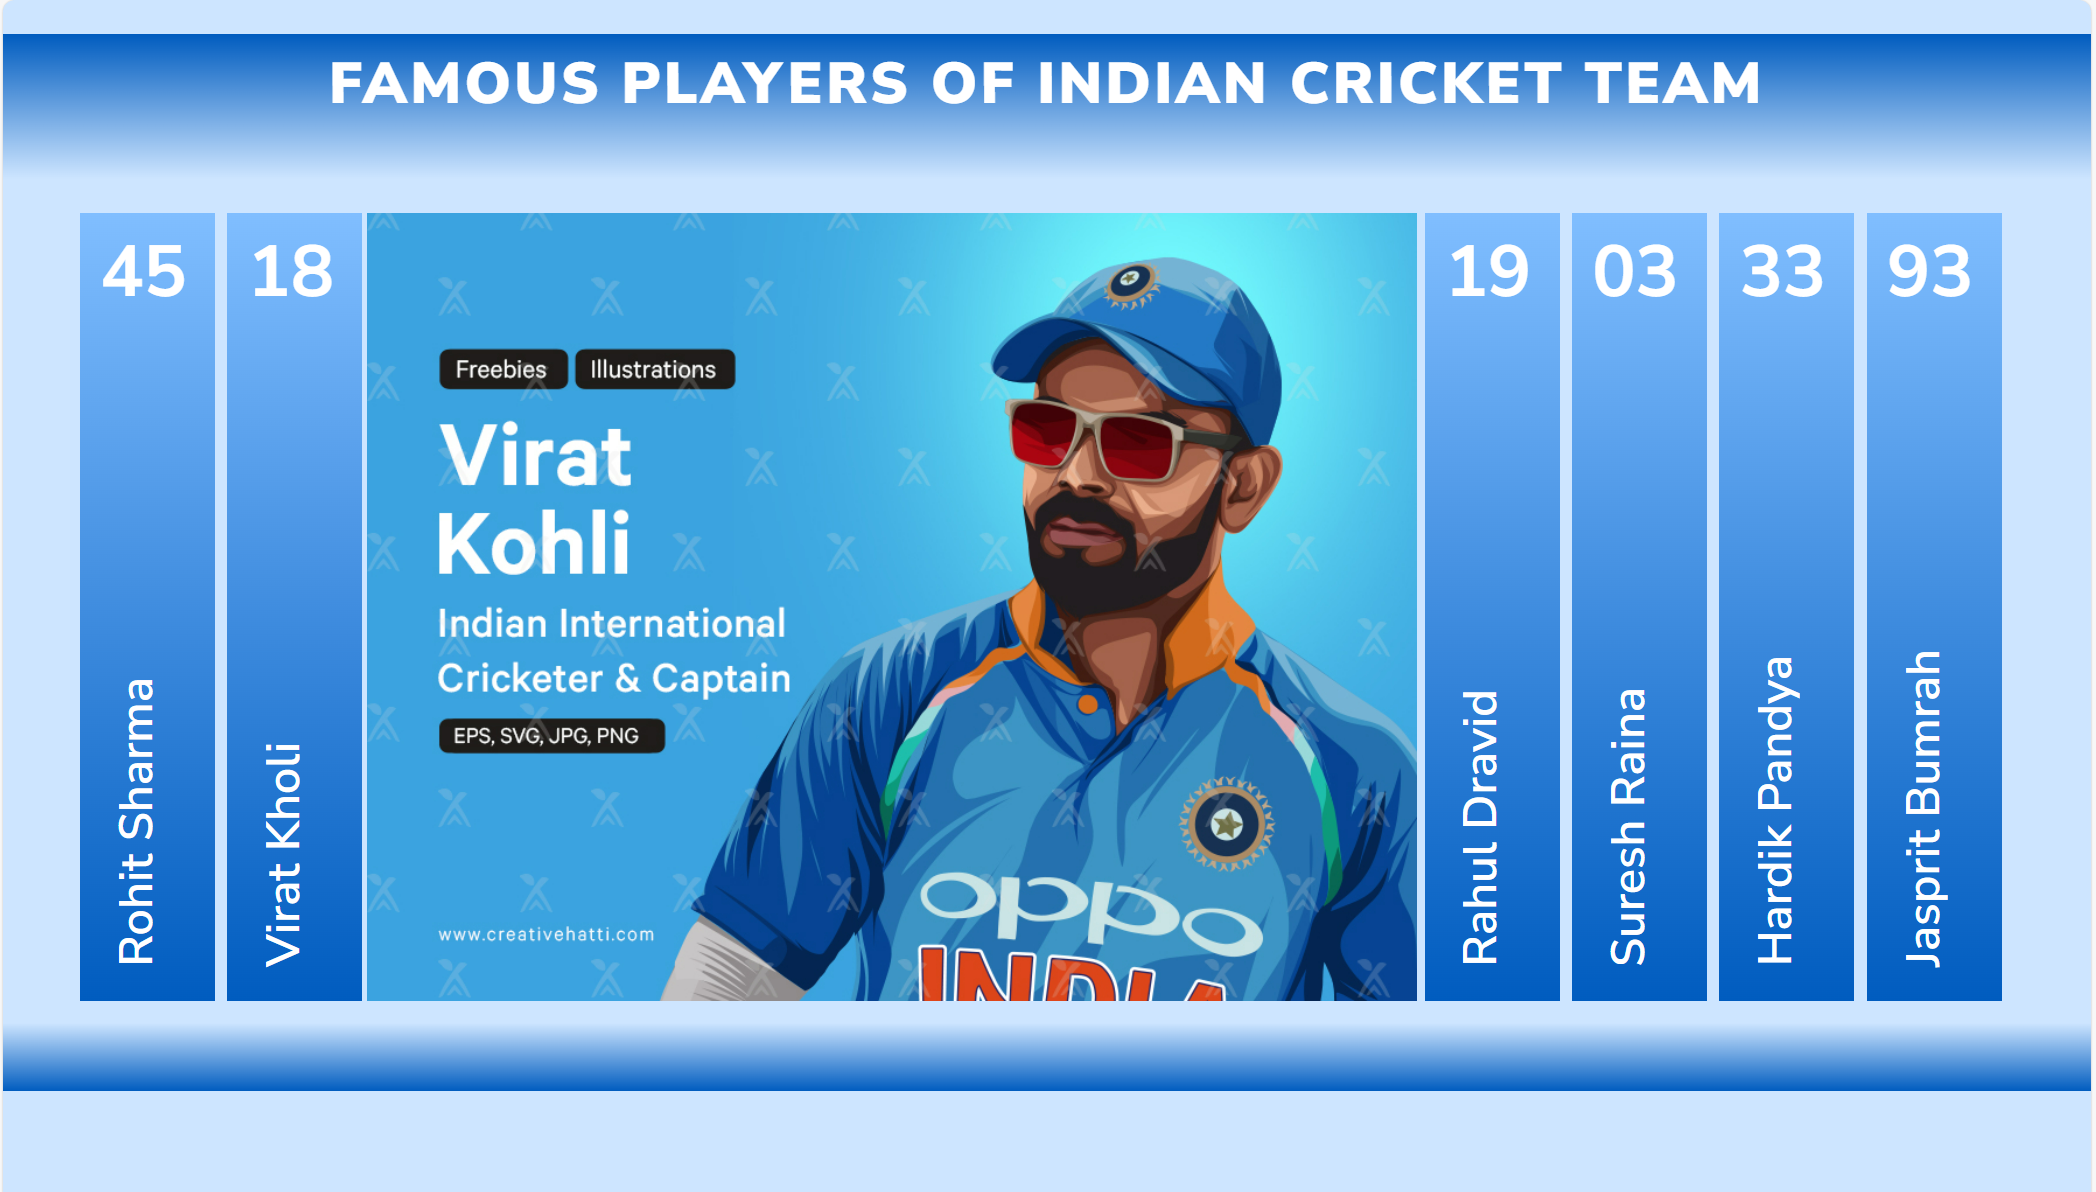 FAMOUS PLAYERS OF INDIAN CRICKET TEAM
45
Rohit Sharma
18
Virat Kholi
Freebies
Illustrations
Virat
Kohli
Indian International
Cricketer & Captain
EPS, SVG, JPG, PNG
www.creativehatti.com
oppo
INDIA
19
Rahul Dravid
03
Suresh Raina
33
Hardik Pandya
93
Jasprit Bumrah